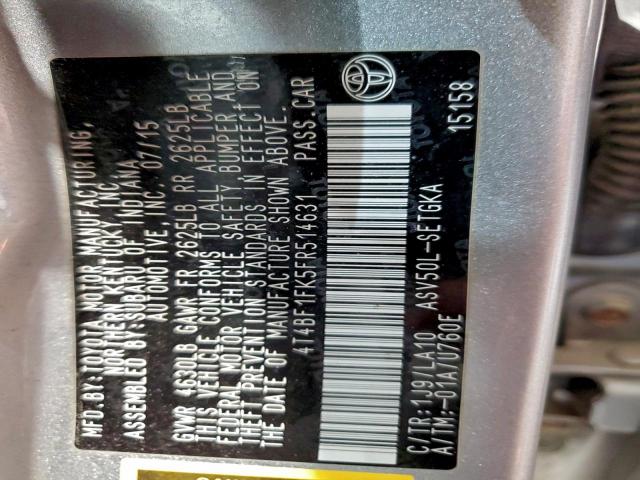 MFD.BY:TOYOTA MOTOR MANUFACTURING,
NORTHERN KENTUCKY, INC.
ASSEMBLED BY:SUBARU OF INDIANA
AUTOMOTIVE, INC. 07/15
GVWR 4630LB GAWR FR 2625LB RR 2625LB
THIS VEHICLE CONFORMS TO ALL APPLICABLE
FEDERAL MOTOR VEHICLE SAFETY, BUMPER AND
THEFT PREVENTION STANDARDS IN EFFECT ON
THE DATE OF MANUFACTURE SHOWN ABOVE.
4T4BF1FK5FR514631 PASS.CAR
C/TR:1J9/LA10 ASV50L-SETGKA 15158
A/TM:-01A/U760E